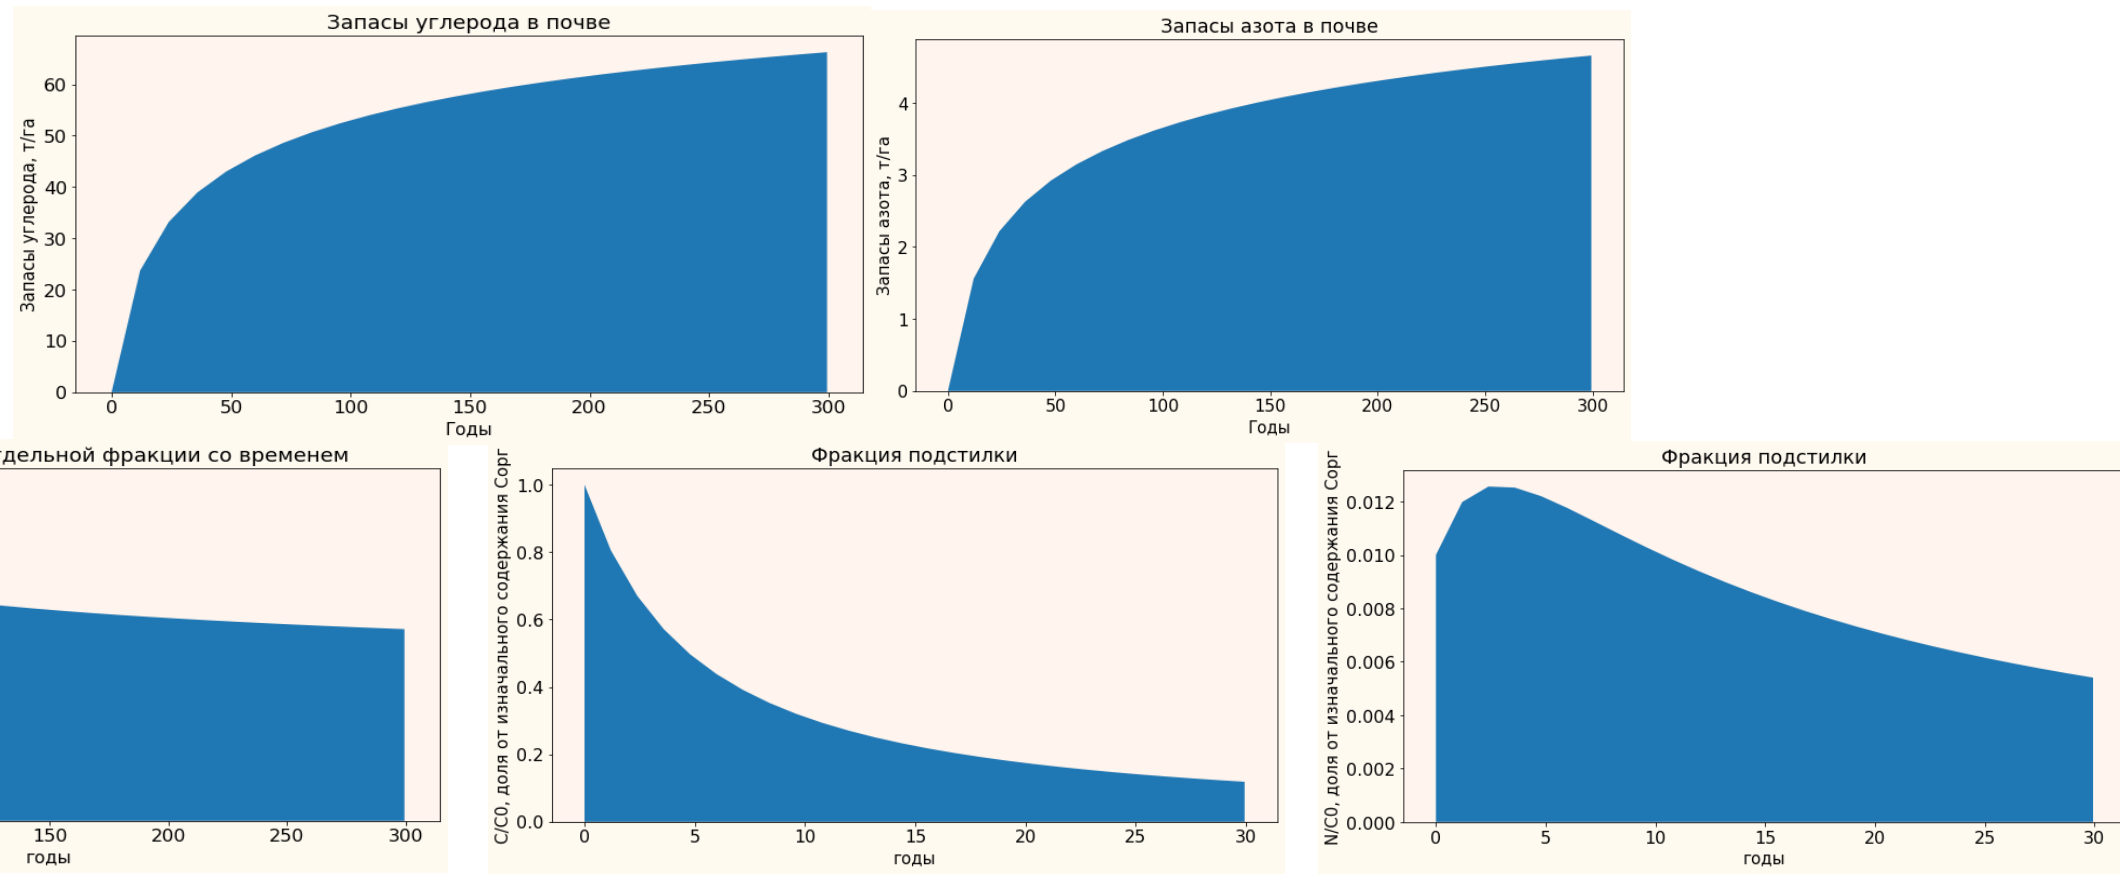 Запасы углерода в почве
Запасы углерода, т/га
60
50
40
30
20
10
0
0 50 100 150 200 250 300
Годы
Запасы азота в почве
Запасы азота, т/га
4
3
2
1
0
0 50 100 150 200 250 300
Годы
дельной фракции со временем
150 200 250 300
годы
Фракция подстилки
C/C0, доля от изначального содержания Сорг
1.0
0.8
0.6
0.4
0.2
0.0
0 5 10 15 20 25 30
годы
Фракция подстилки
N/C0, доля от изначального содержания Сорг
0.012
0.010
0.008
0.006
0.004
0.002
0.000
0 5 10 15 20 25 30
годы